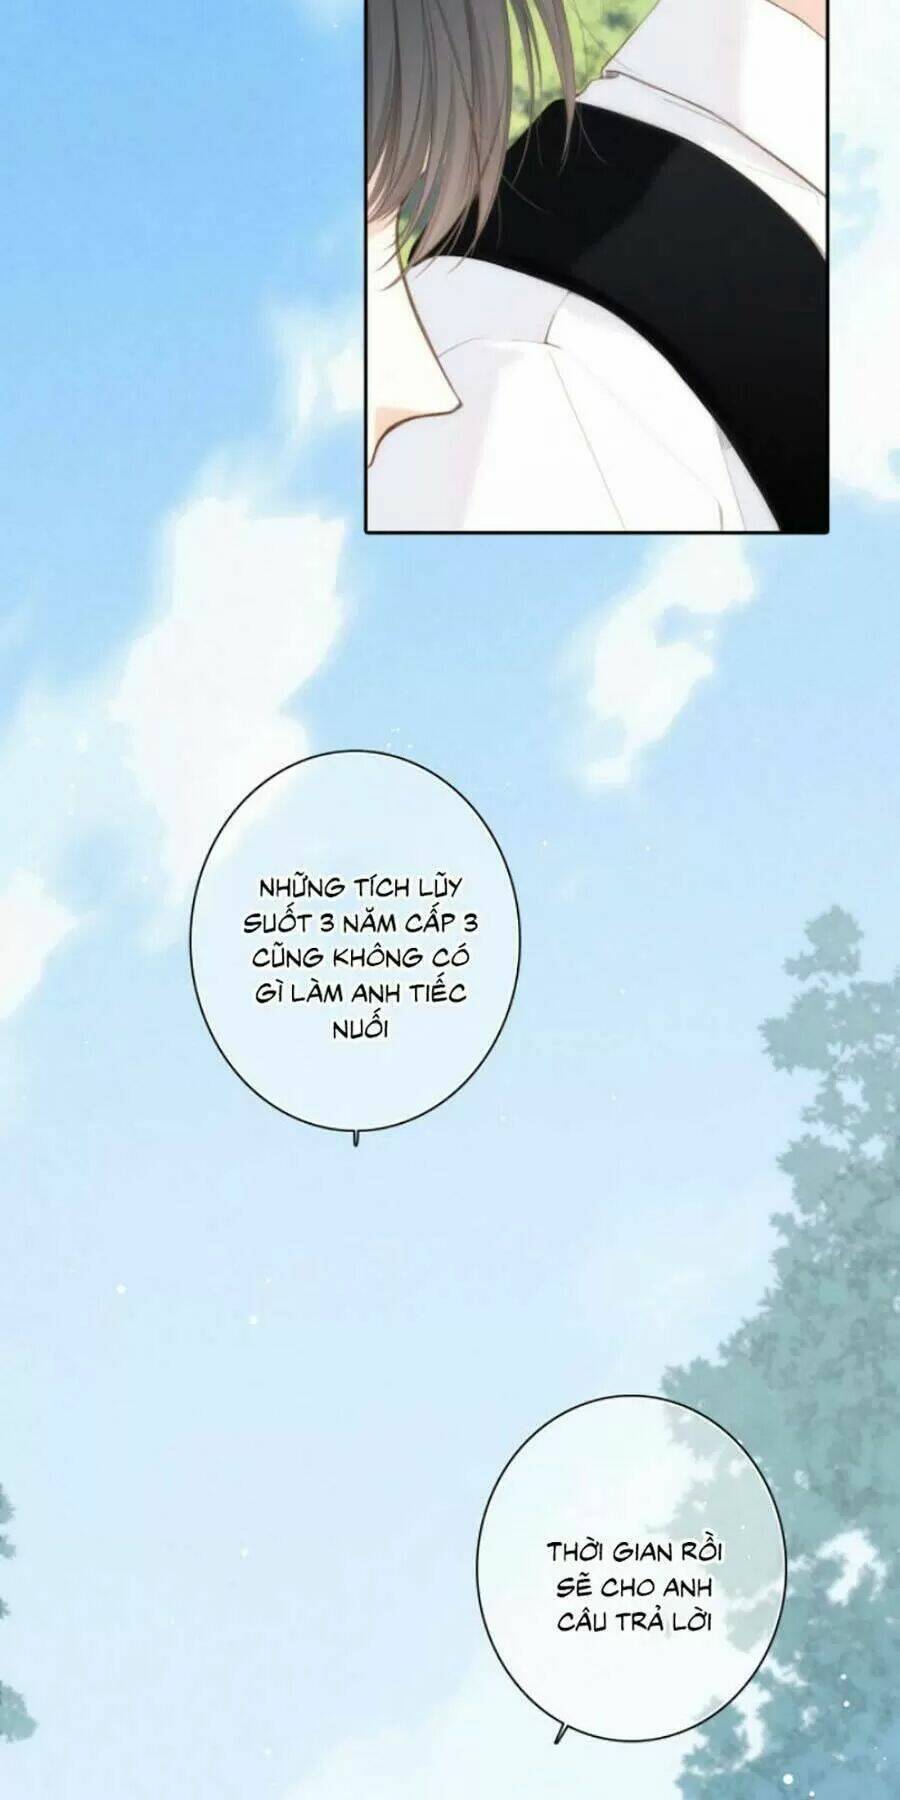 NHỮNG TÍCH LŨY
SUỐT 3 NĂM CẤP 3
CŨNG KHÔNG CÓ
GÌ LÀM ANH TIẾC
NUỐI
THỜI GIAN RỒI
SẼ CHO ANH
CÂU TRẢ LỜI